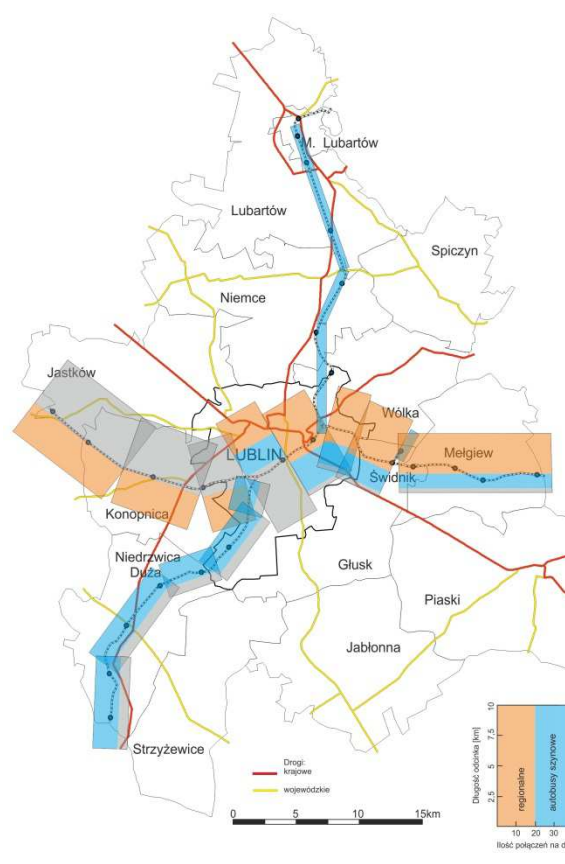 M. Lubartów
Lubartów
Spiczyn
Niemce
Jastków
Wólka
LUBLIN
Mełgiew
Świdnik
Konopnica
Niedrzwica
Duża
Głusk
Piaski
Jabłonna
Strzyżewice
Drogi:
krajowe
wojewódzkie
0 5 10 15km
Długość odcinka [km]
10
7,5
5
2,5
regionalne
autobusy szynowe
10 20 30
Ilość połączeń na d